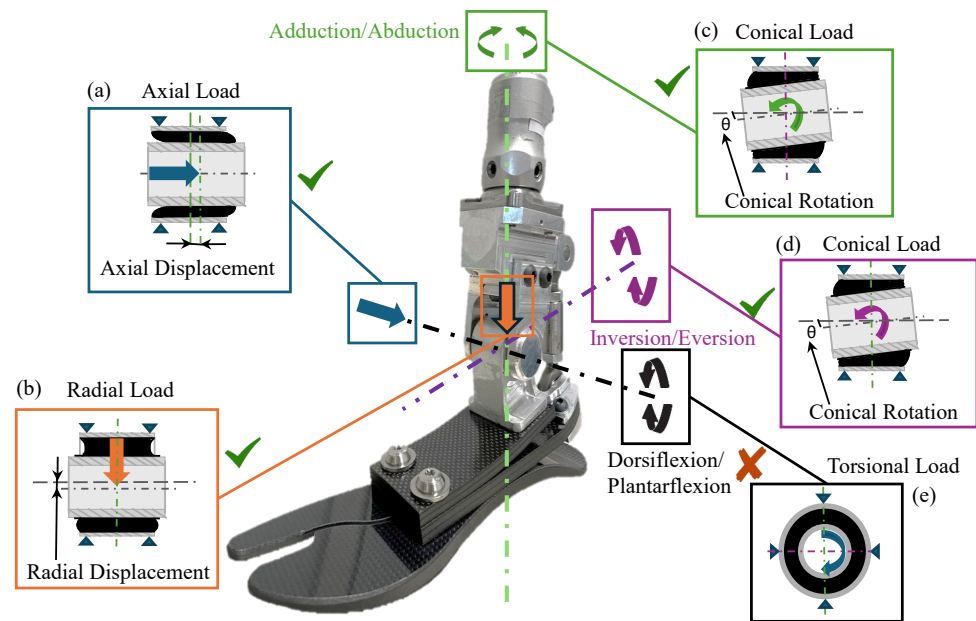 Adduction/Abduction
(a)
Axial Load
Axial Displacement
(b)
Radial Load
Radial Displacement
(c)
Conical Load
θ
Conical Rotation
(d)
Conical Load
θ
Conical Rotation
Inversion/Eversion
Dorsiflexion/
Plantarflexion
Torsional Load
(e)